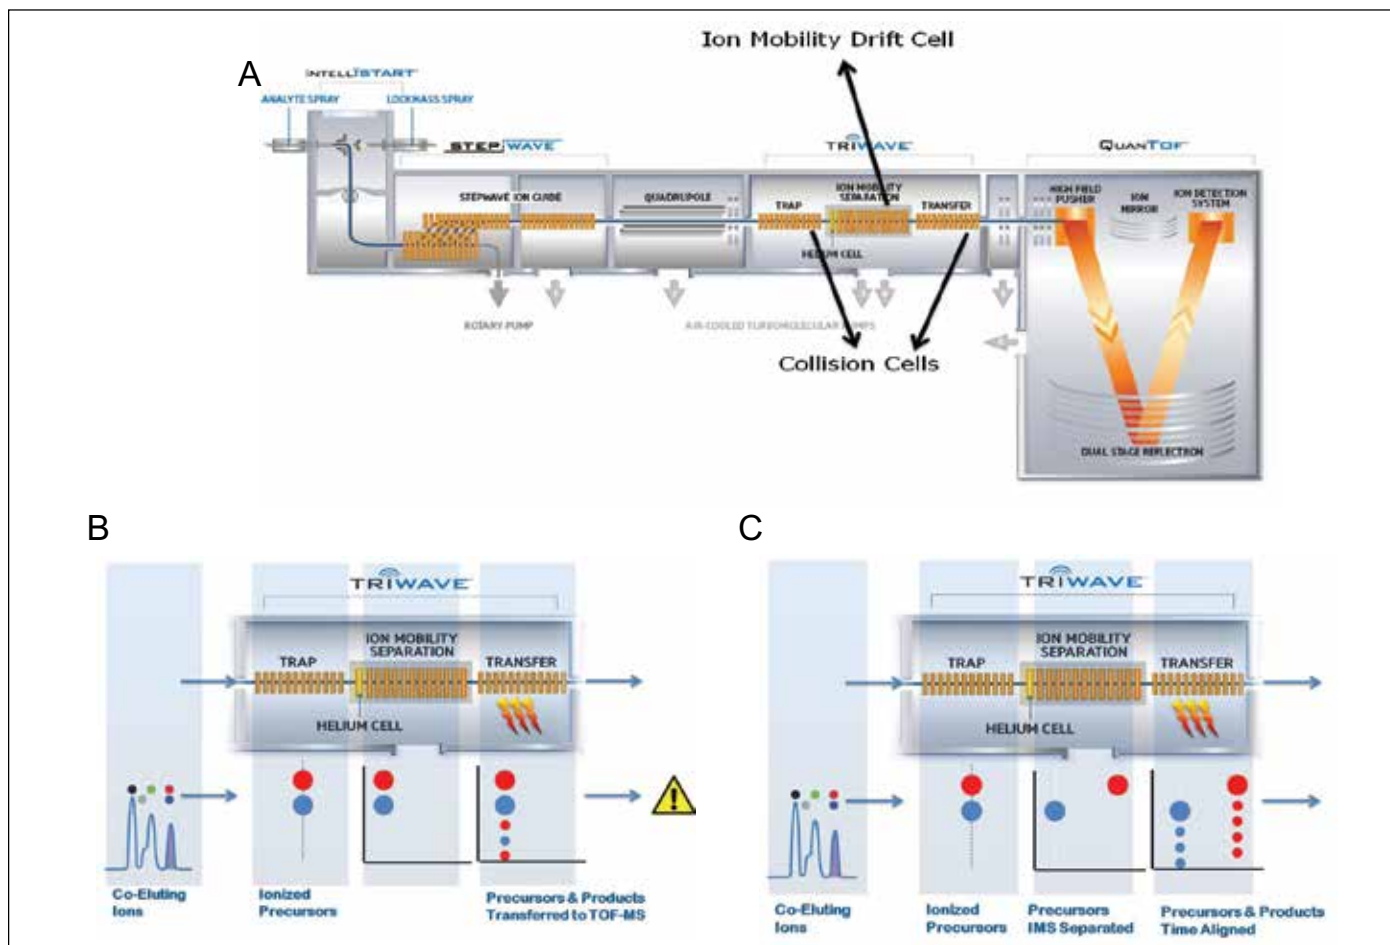 Ion Mobility Drift Cell
A
INTELLISTART
ANALYTE SPRAY
LOCKMASS SPRAY
STEPWAVE
TRIWAVE
QUANTOF
STEPWAVE ION GUIDE
QUADRUPOLE
TRAP
ION MOBILITY
SEPARATION
TRANSFER
HELIUM CELL
HIGH FIELD
PUSHER
ION
MIRROR
ION DETECTION
SYSTEM
ROTARY PUMP
AIR-COOLED TURBOMOLECULAR PUMPS
Collision Cells
DUAL STAGE REFLECTRON
B
TRIWAVE
ION MOBILITY
SEPARATION
TRAP
TRANSFER
HELIUM CELL
!
Co-Eluting
Ions
Ionized
Precursors
Precursors & Products
Transferred to TOF-MS
C
TRIWAVE
ION MOBILITY
SEPARATION
TRAP
TRANSFER
HELIUM CELL
Co-Eluting
Ions
Ionized
Precursors
Precursors
IMS Separated
Precursors & Products
Time Aligned